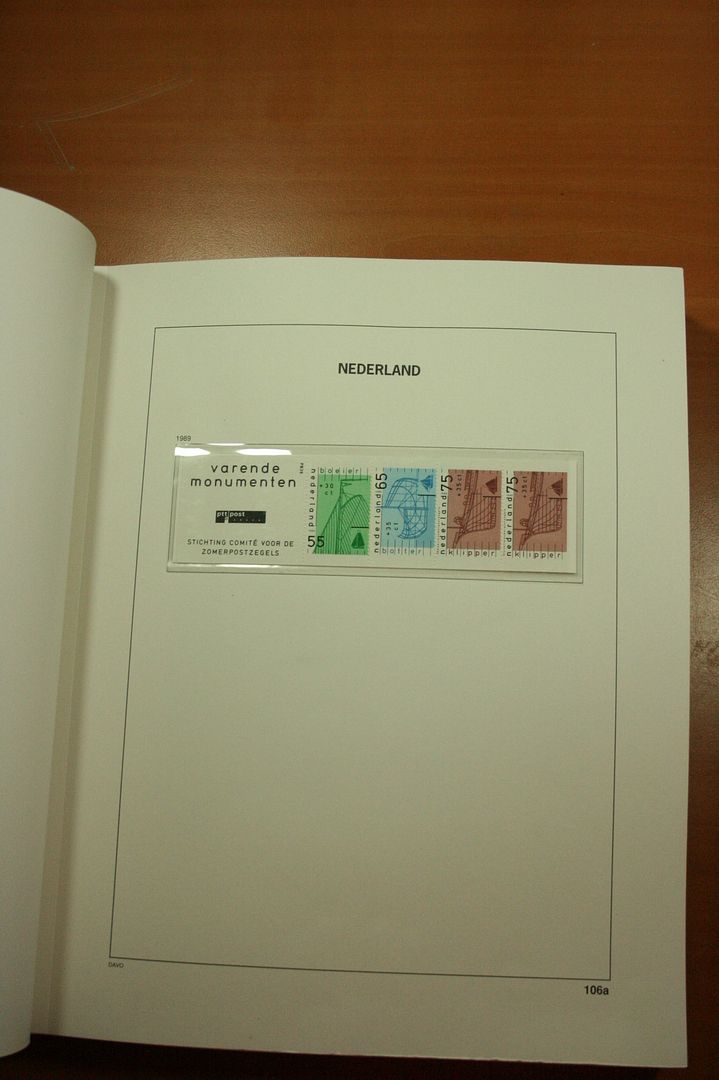 NEDERLAND
1989
varende
monumenten
ptt post
STICHTING COMITÉ VOOR DE
ZOMERPOSTZEGELS
boeier
+30
ct
nederland
55
65
nederland
+35
ct
botter
75
nederland
+35 ct
klipper
75
nederland
+35 ct
klipper
DAVO
106a